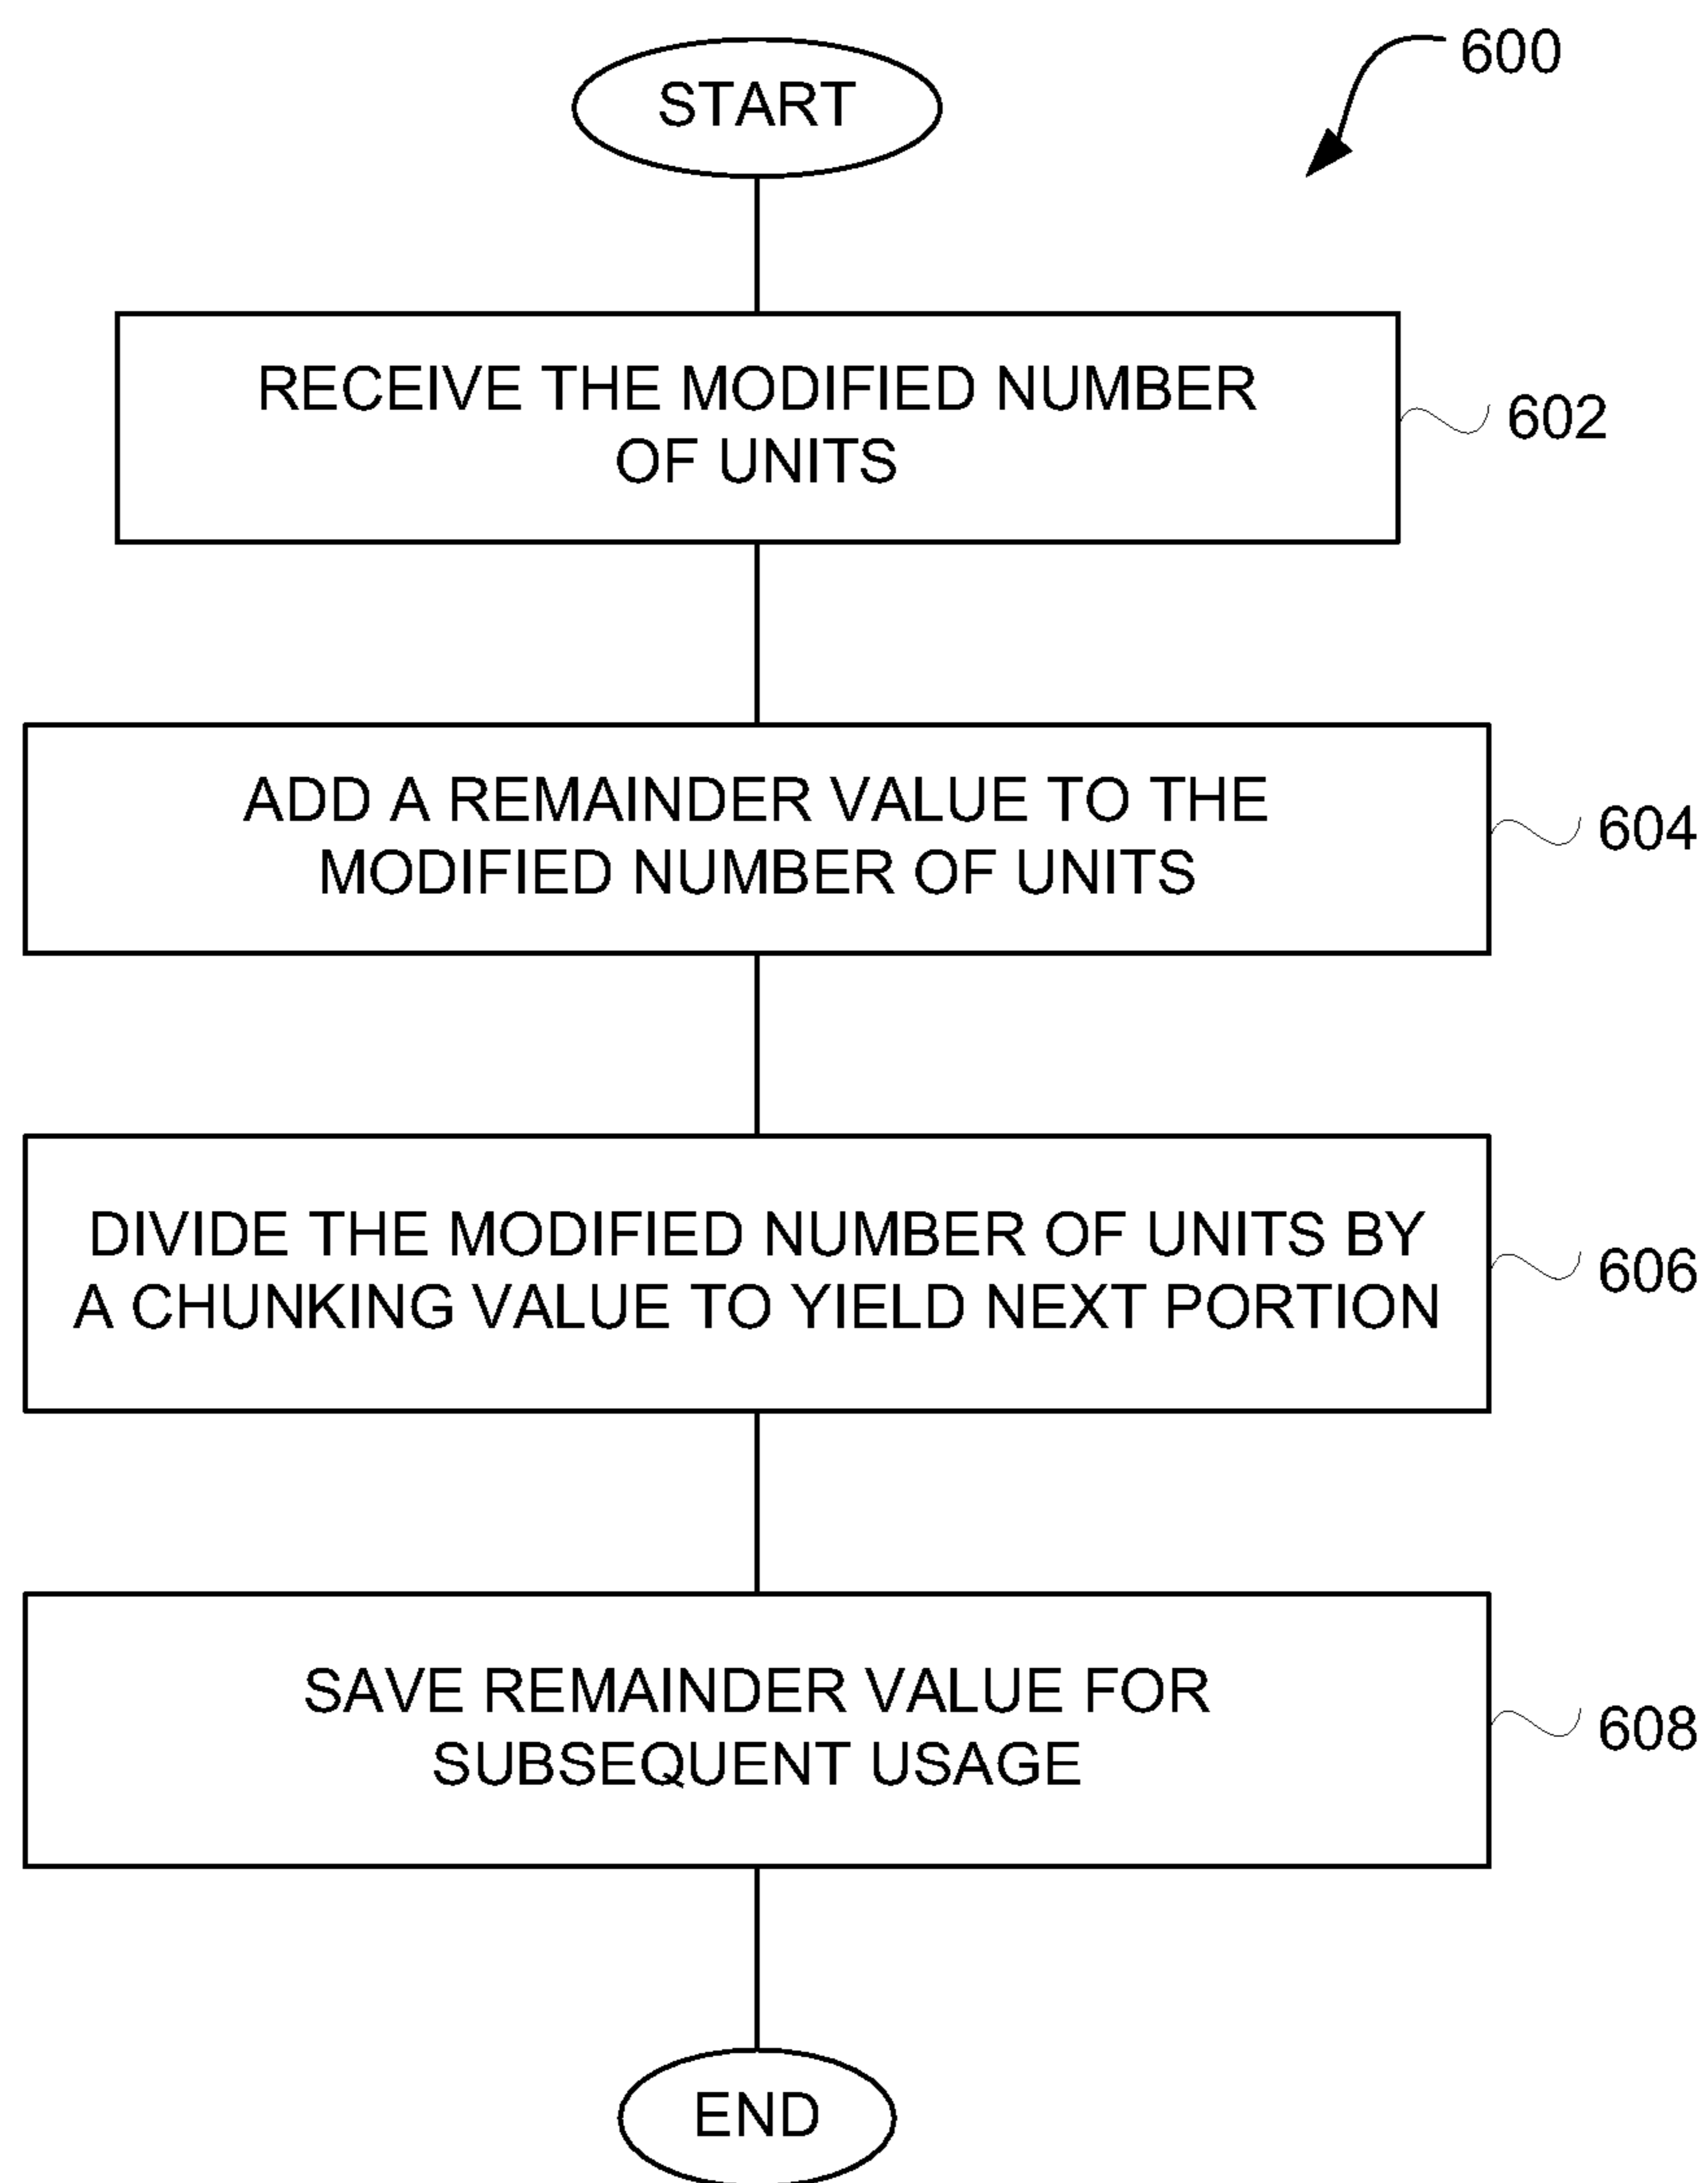 600
START
RECEIVE THE MODIFIED NUMBER
OF UNITS
602
ADD A REMAINDER VALUE TO THE
MODIFIED NUMBER OF UNITS
604
DIVIDE THE MODIFIED NUMBER OF UNITS BY
A CHUNKING VALUE TO YIELD NEXT PORTION
606
SAVE REMAINDER VALUE FOR
SUBSEQUENT USAGE
608
END